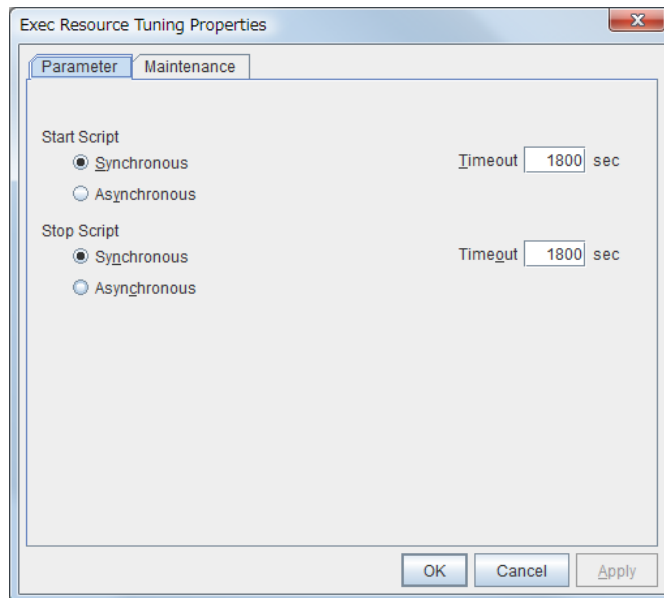 Exec Resource Tuning Properties
Parameter Maintenance
Start Script
Synchronous Timeout 1800 sec
Asynchronous
Stop Script
Synchronous Timeout 1800 sec
Asynchronous
OK Cancel Apply